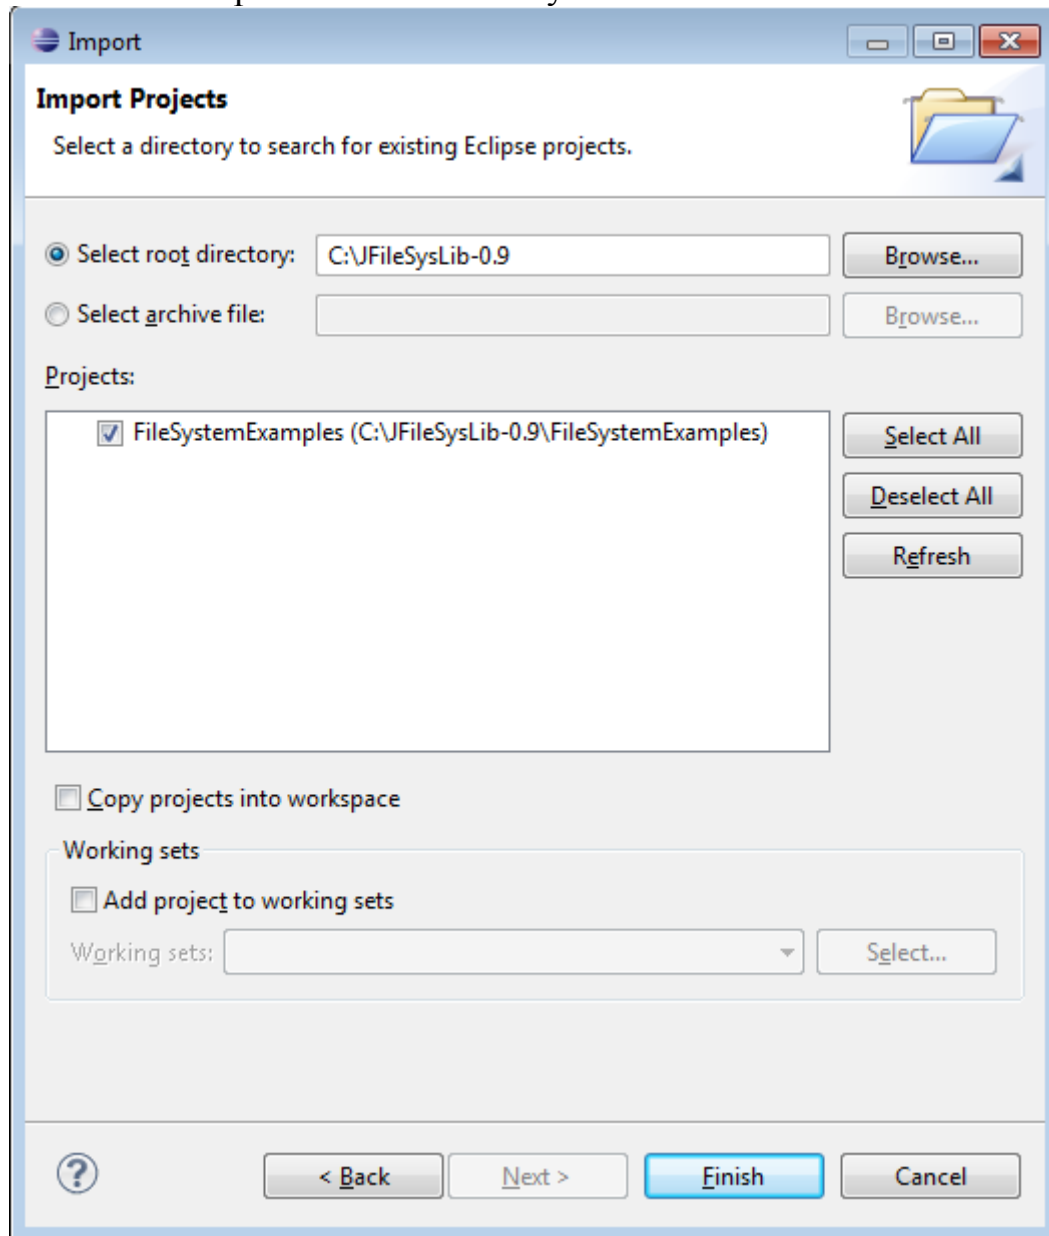 Import
Import Projects
Select a directory to search for existing Eclipse projects.
Select root directory: C:\JFileSysLib-0.9 Browse...
Select archive file: Browse...
Projects:
FileSystemExamples (C:\JFileSysLib-0.9\FileSystemExamples)
Select All
Deselect All
Refresh
Copy projects into workspace
Working sets
Add project to working sets
Working sets: Select...
? < Back Next > Finish Cancel